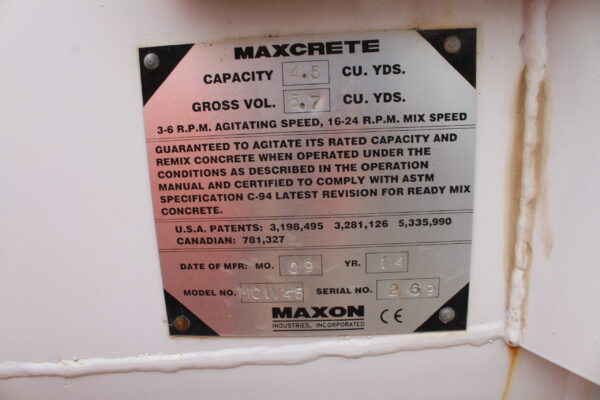 MAXCRETE
CAPACITY 4.5 CU. YDS.
GROSS VOL. 5.7 CU. YDS.
3-6 R.P.M. AGITATING SPEED, 16-24 R.P.M. MIX SPEED
GUARANTEED TO AGITATE ITS RATED CAPACITY AND
REMIX CONCRETE WHEN OPERATED UNDER THE
CONDITIONS AS DESCRIBED IN THE OPERATION
MANUAL AND CERTIFIED TO COMPLY WITH ASTM
SPECIFICATION C-94 LATEST REVISION FOR READY MIX
CONCRETE.
U.S.A. PATENTS: 3,198,495 3,281,126 5,335,990
CANADIAN: 781,327
DATE OF MFR: MO. 09 YR. 14
MODEL NO. SERIAL NO. 269
MAXON
INDUSTRIES, INCORPORATED
CE